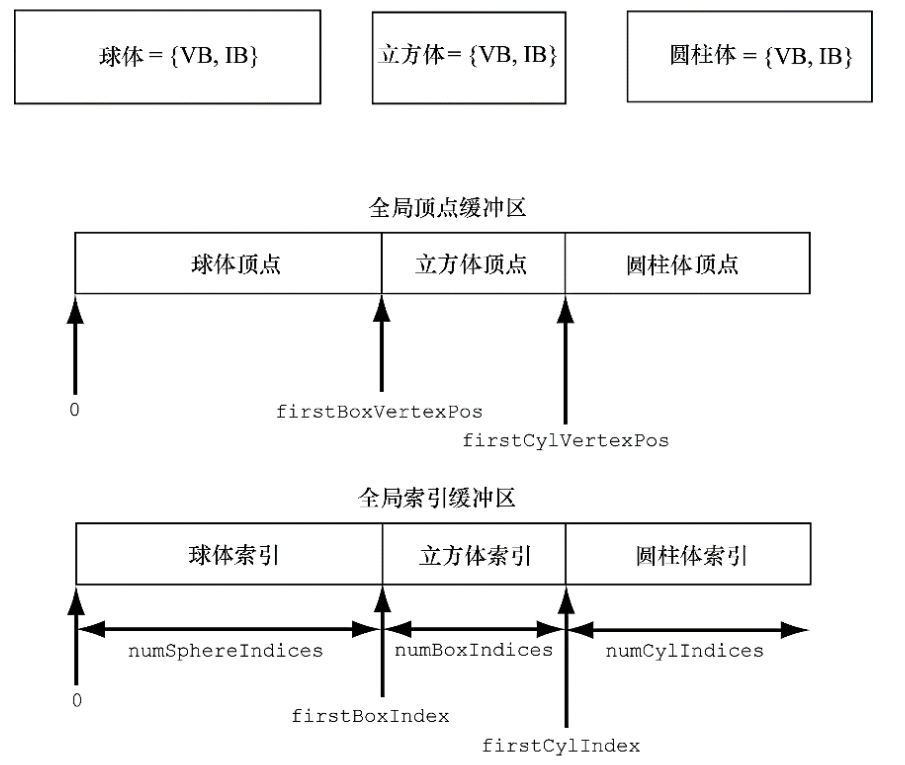 球体 = {VB, IB}
立方体= {VB, IB}
圆柱体 = {VB, IB}
全局顶点缓冲区
球体顶点
立方体顶点
圆柱体顶点
0
firstBoxVertexPos
firstCylVertexPos
全局索引缓冲区
球体索引
立方体索引
圆柱体索引
numSphereIndices
numBoxIndices
numCylIndices
0
firstBoxIndex
firstCylIndex